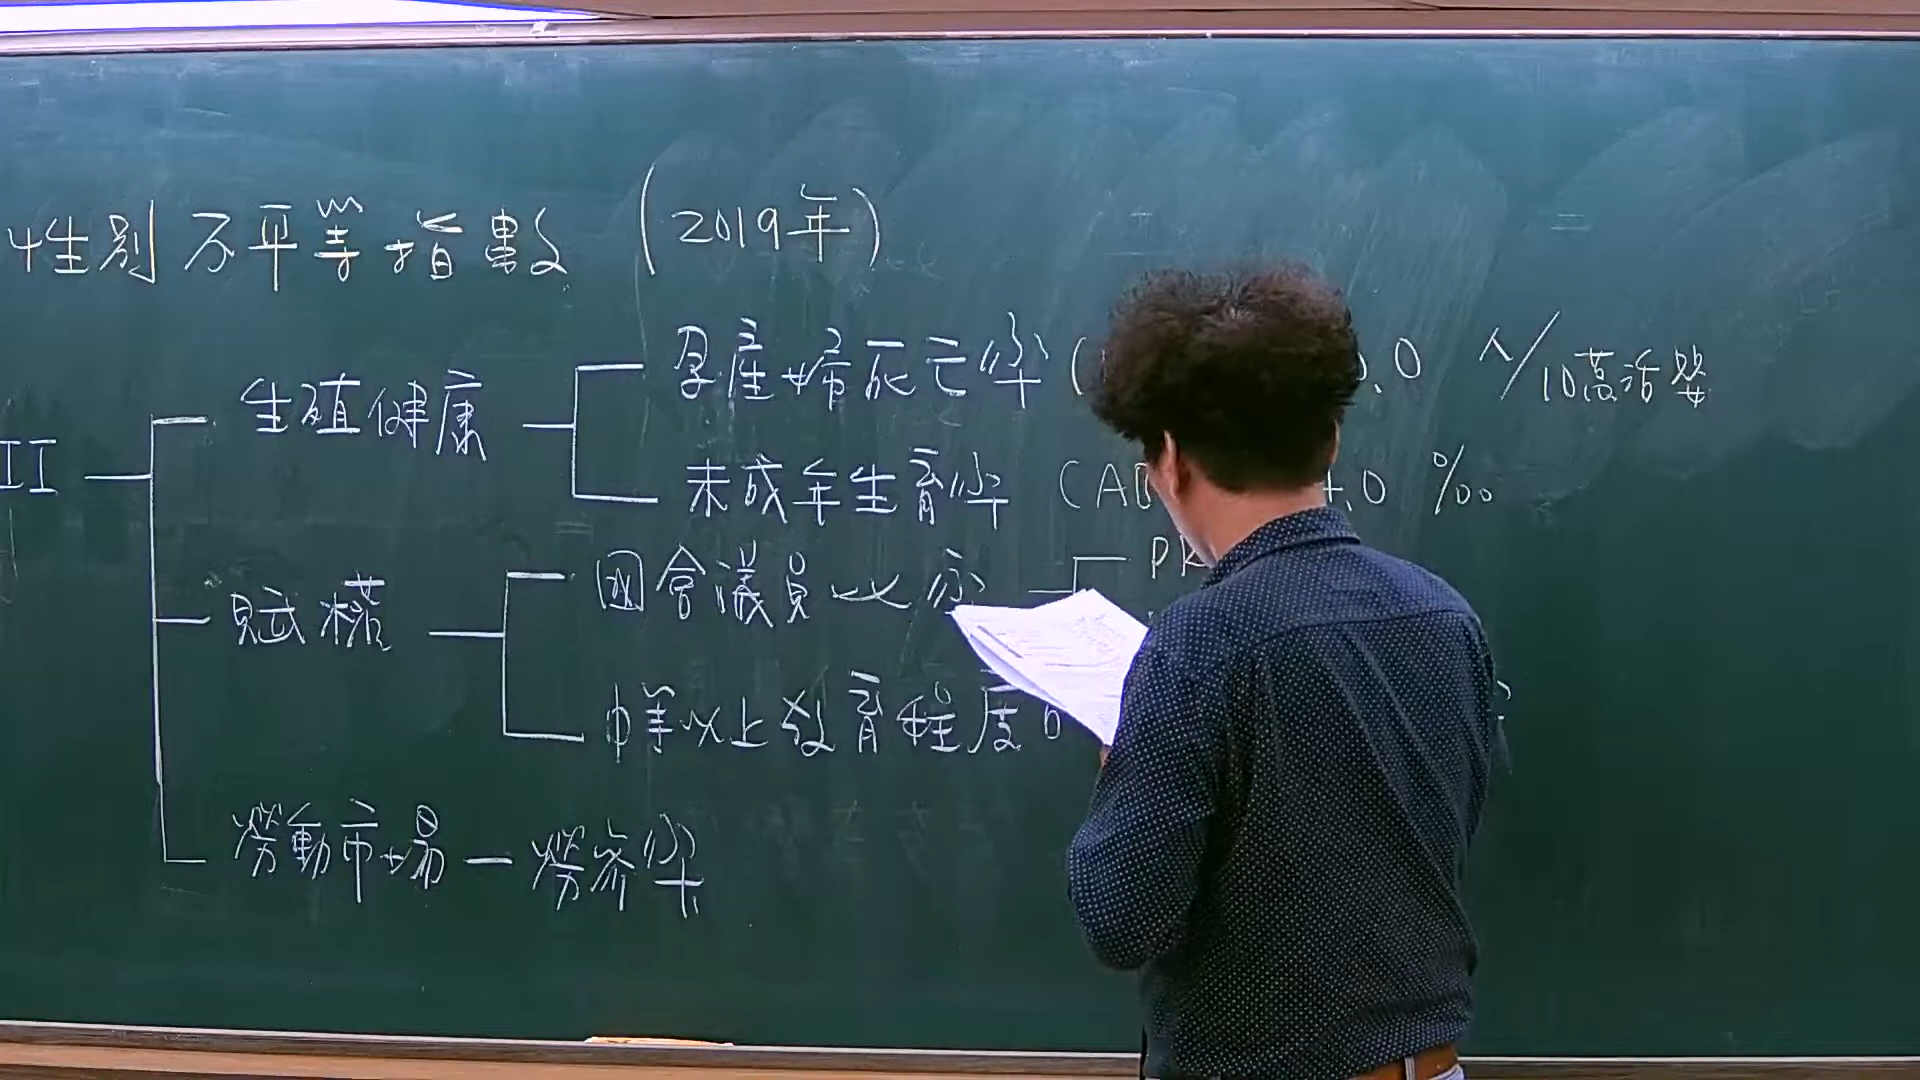 性別不平等指數 (2019年)
孕產婦死亡率 ( .0 人/10萬活嬰
生殖健康
II
未成年生育率 (AB .0 ‰
國會議員比率 PR
賦權
中等以上教育程度
勞動市場 — 勞參率